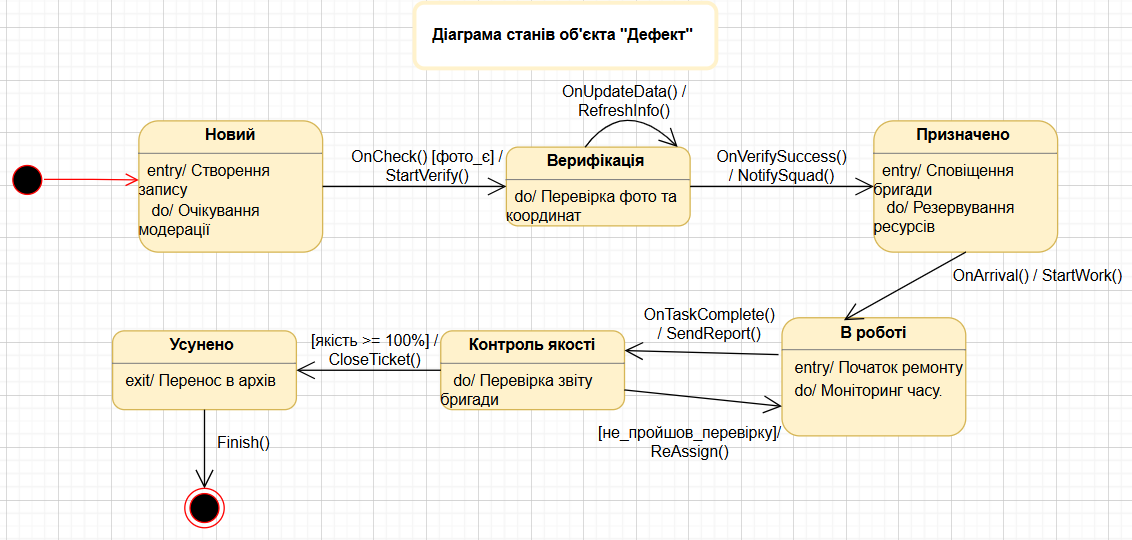 Діаграма станів об'єкта "Дефект"
OnUpdateData() /
RefreshInfo()
Новий
entry/ Створення
запису
do/ Очікування
модерації
OnCheck() [фото_є] /
StartVerify()
Верифікація
do/ Перевірка фото та
координат
OnVerifySuccess()
/ NotifySquad()
Призначено
entry/ Сповіщення
бригади
do/ Резервування
ресурсів
OnArrival() / StartWork()
Усунено
exit/ Перенос в архів
[якість >= 100%] /
CloseTicket()
Контроль якості
do/ Перевірка звіту
бригади
OnTaskComplete()
/ SendReport()
В роботі
entry/ Початок ремонту
do/ Моніторинг часу.
[не_пройшов_перевірку]/
ReAssign()
Finish()